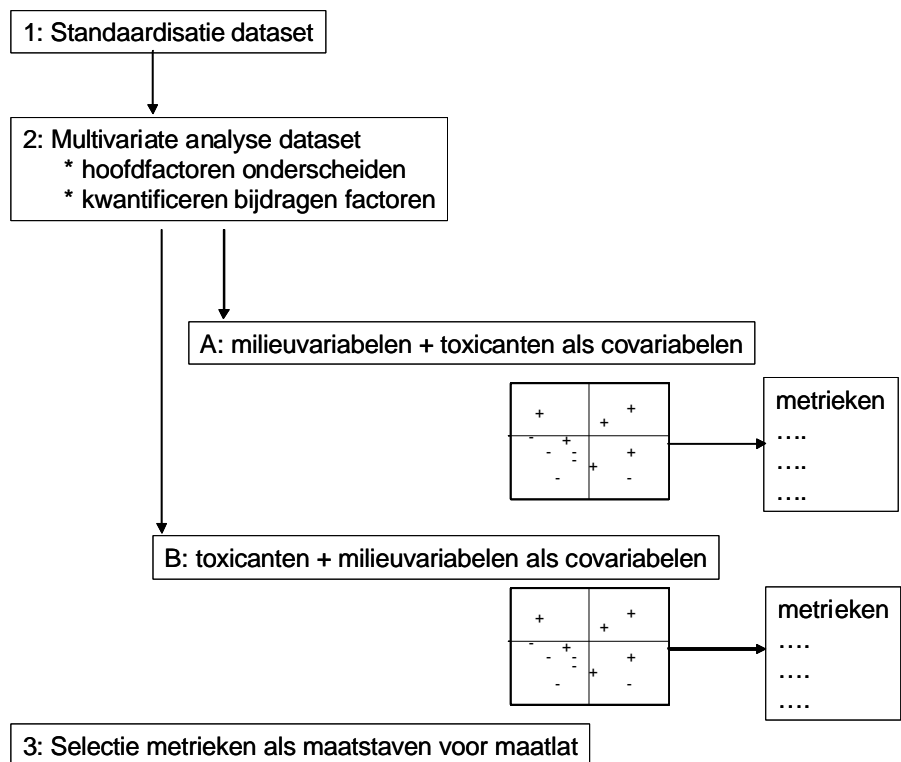 1: Standaardisatie dataset
2: Multivariate analyse dataset
* hoofdfactoren onderscheiden
* kwantificeren bijdragen factoren
A: milieuvariabelen + toxicanten als covariabelen
metrieken
....
....
....
B: toxicanten + milieuvariabelen als covariabelen
metrieken
....
....
....
3: Selectie metrieken als maatstaven voor maatlat